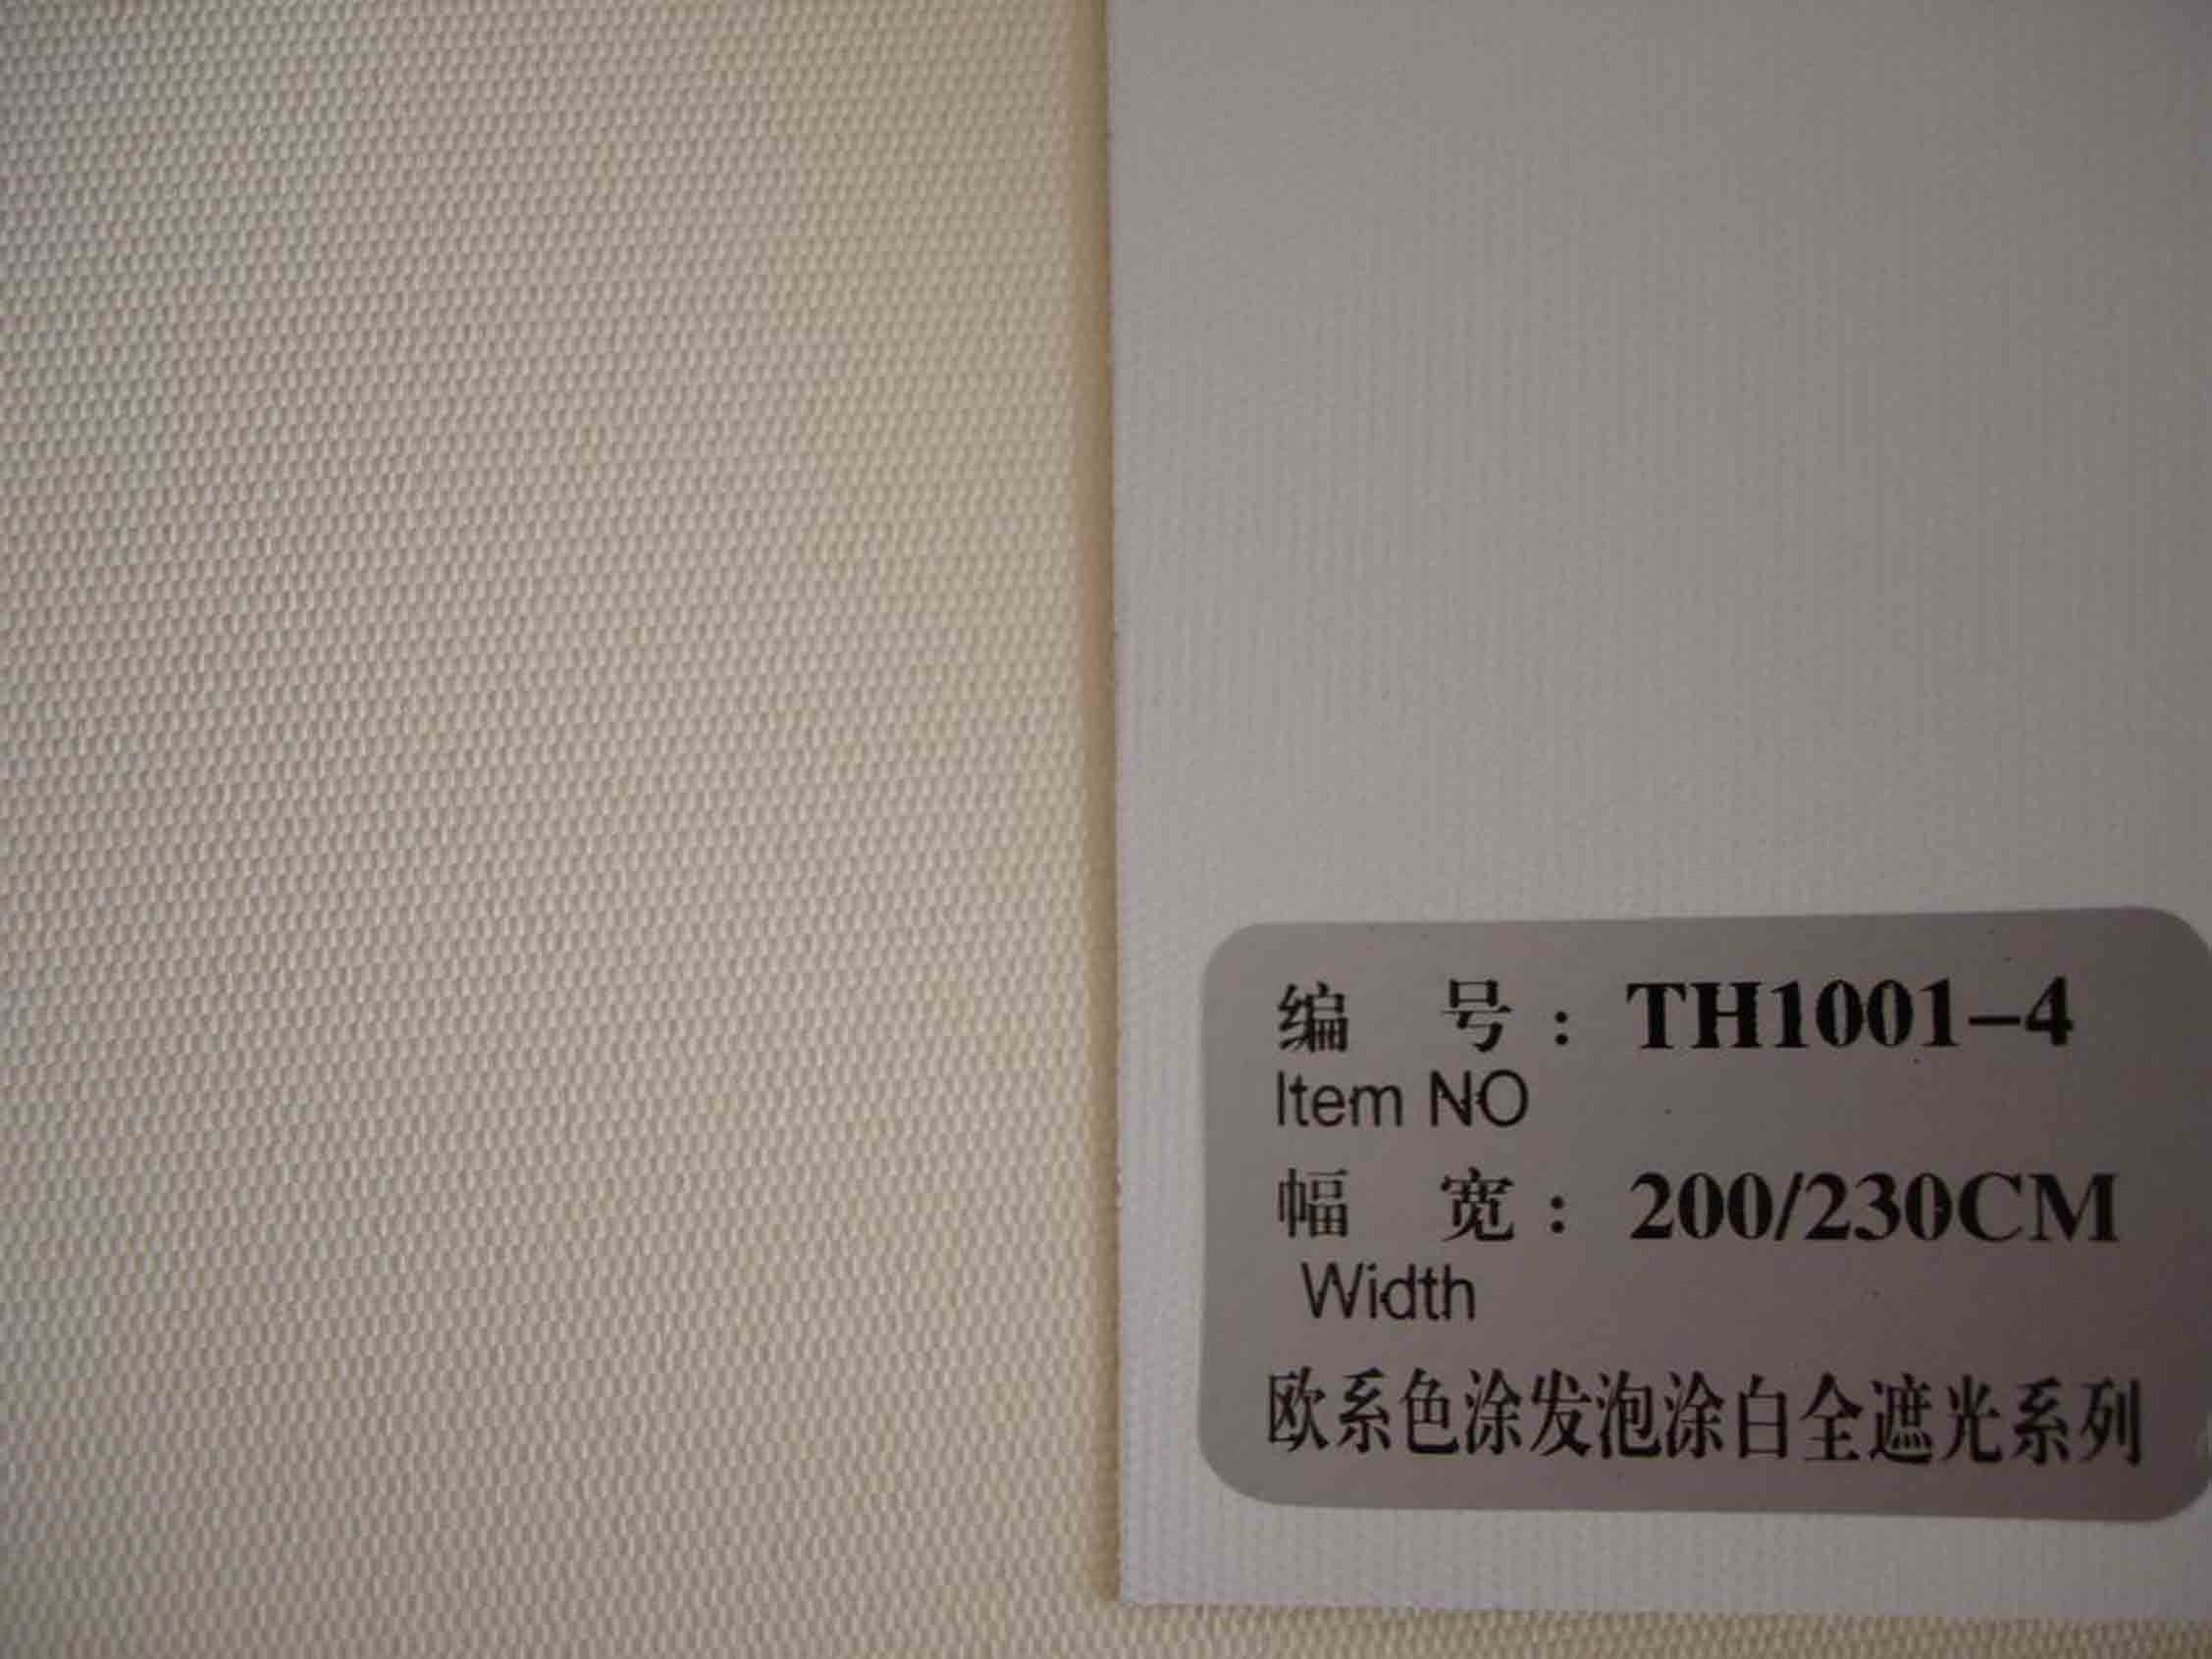 编 号：TH1001-4
Item NO
幅 宽：200/230CM
Width
欧系色涂发泡涂白全遮光系列